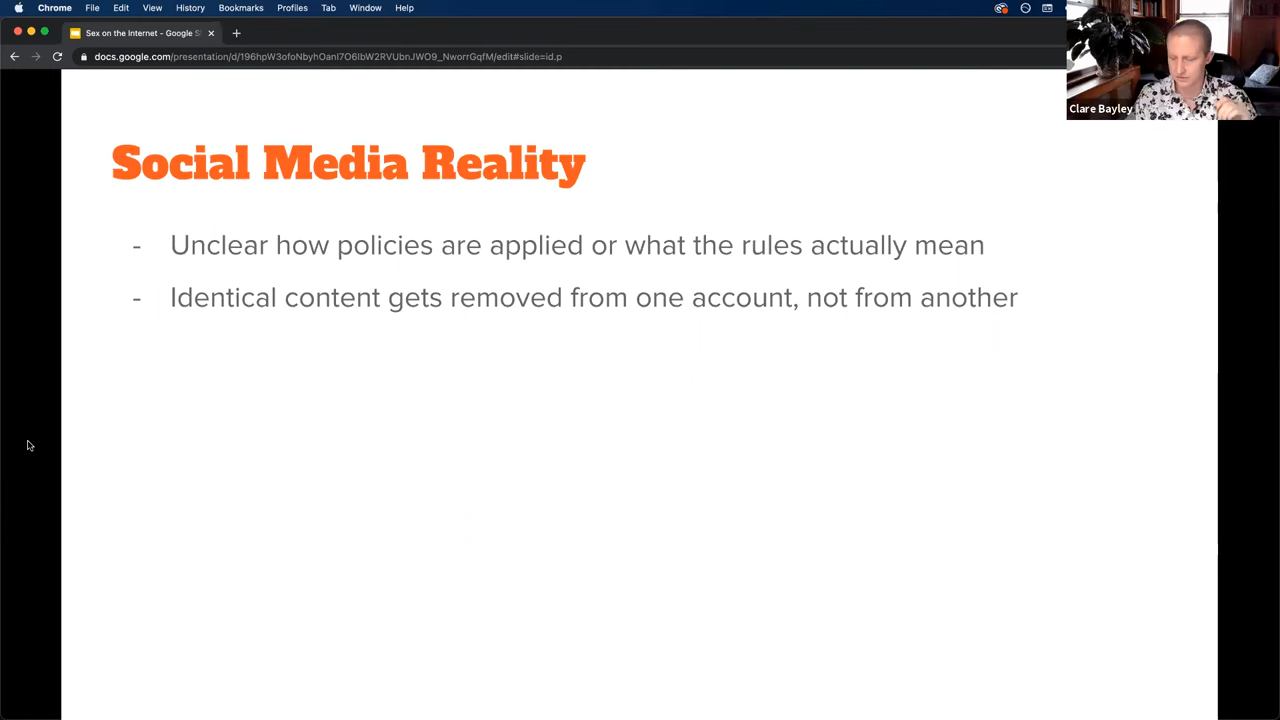 Chrome File Edit View History Bookmarks Profiles Tab Window Help
Sex on the Internet - Google S
docs.google.com/presentation/d/196hpW3ofoNbyhOanI7O6IbW2RVUbnJWO9_NworrGqfM/edit#slide=id.p
Clare Bayley
Social Media Reality
- Unclear how policies are applied or what the rules actually mean
- Identical content gets removed from one account, not from another